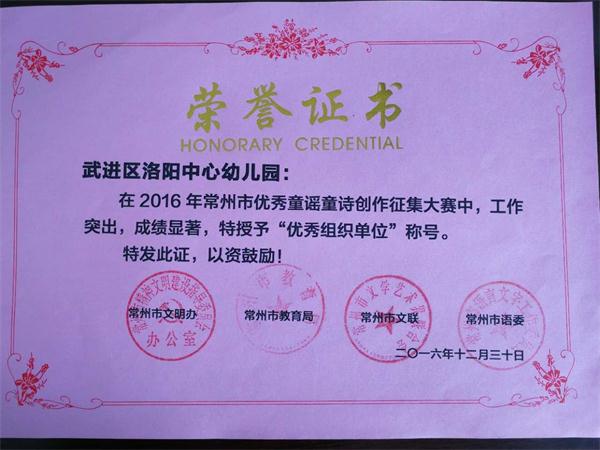 荣誉证书
HONORARY CREDENTIAL
武进区洛阳中心幼儿园：
在2016年常州市优秀童谣童诗创作征集大赛中，工作
突出，成绩显著，特授予“优秀组织单位”称号。
特发此证，以资鼓励！
常州市文明办 常州市教育局 常州市文联 常州市语委
办公室
二〇一六年十二月三十日